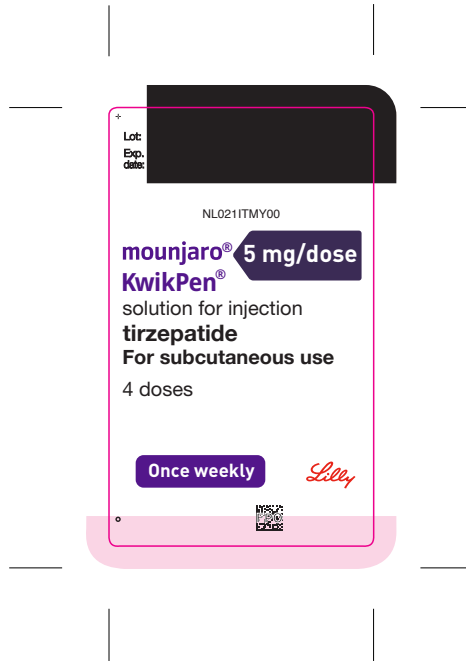 Lot:
Exp.
date:
NL021ITMY00
mounjaro® 5 mg/dose
KwikPen®
solution for injection
tirzepatide
For subcutaneous use
4 doses
Once weekly
Lilly